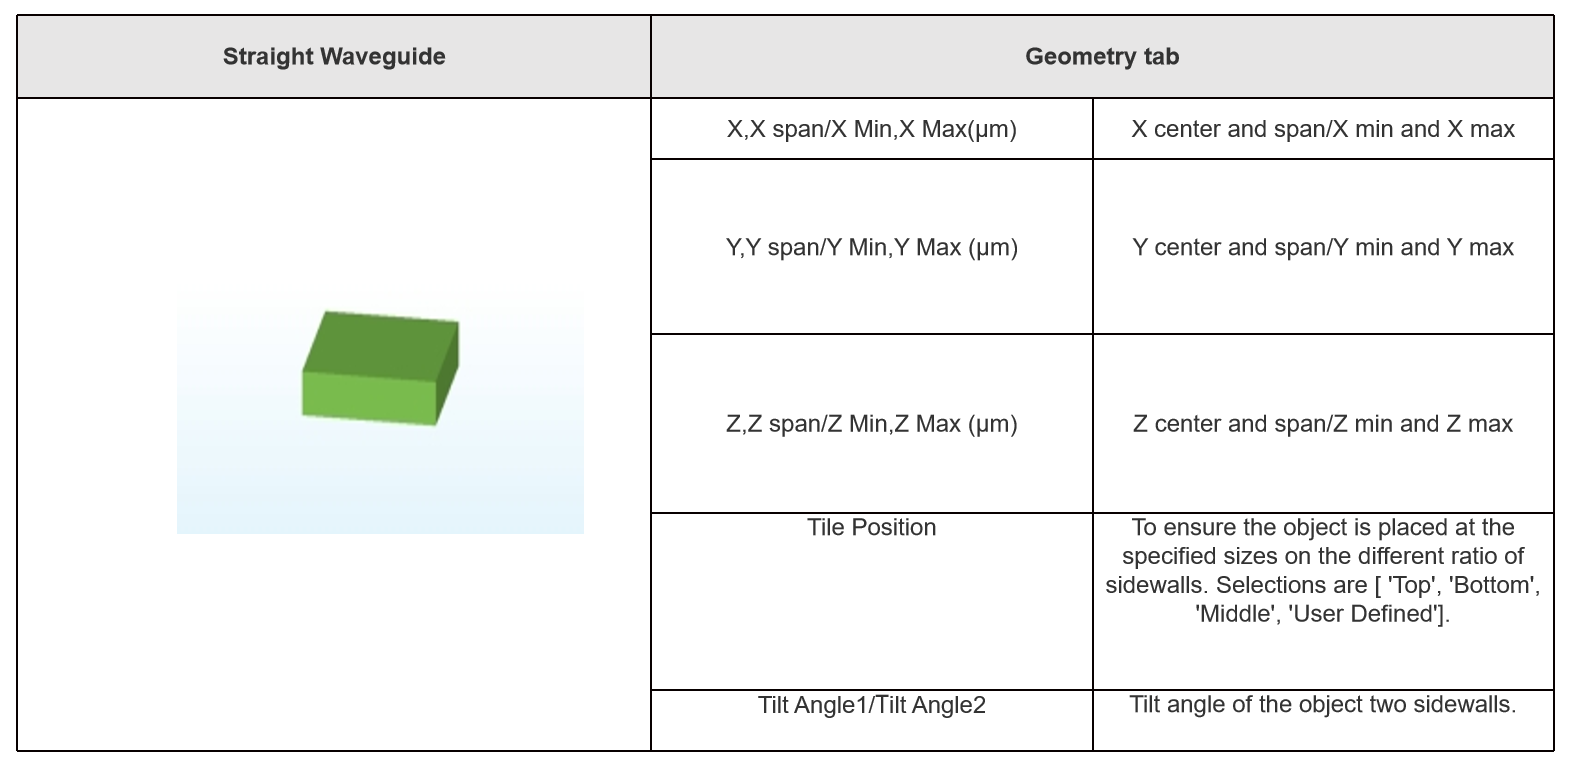 Straight Waveguide
Geometry tab
X,X span/X Min,X Max(μm)
X center and span/X min and X max
Y,Y span/Y Min,Y Max (μm)
Y center and span/Y min and Y max
Z,Z span/Z Min,Z Max (μm)
Z center and span/Z min and Z max
Tile Position
To ensure the object is placed at the
specified sizes on the different ratio of
sidewalls. Selections are [ 'Top', 'Bottom',
'Middle', 'User Defined'].
Tilt Angle1/Tilt Angle2
Tilt angle of the object two sidewalls.